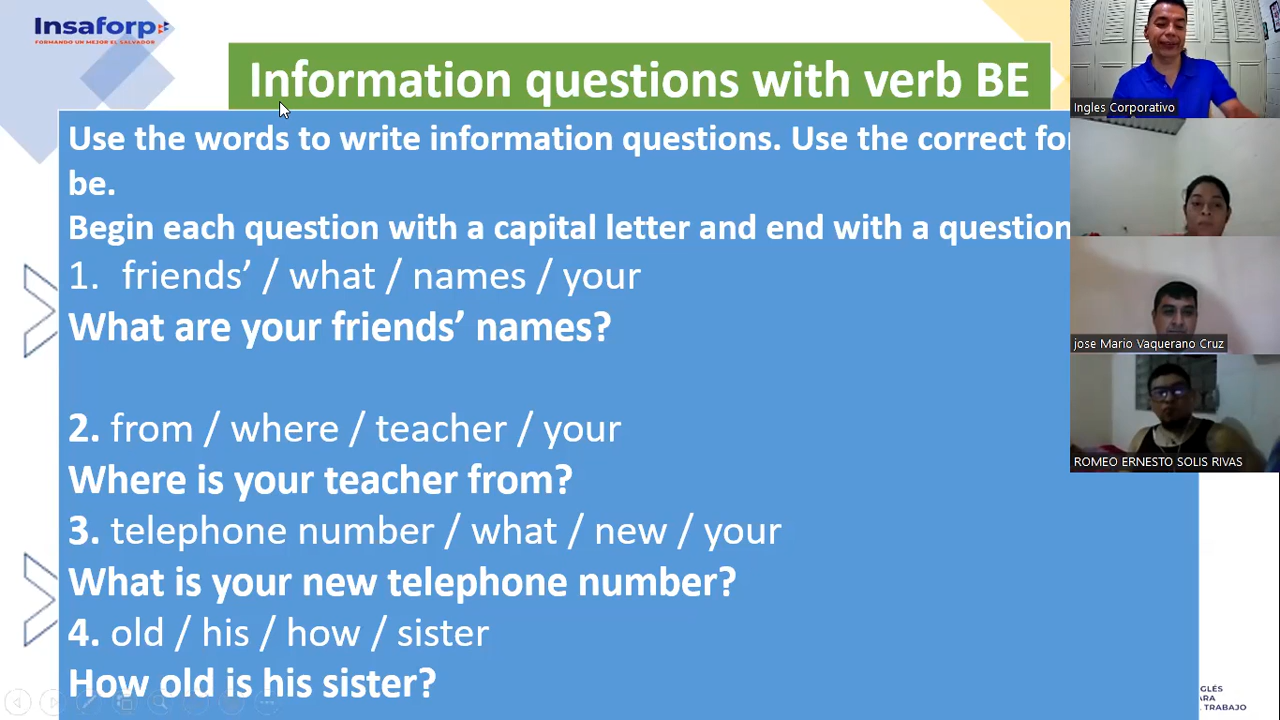 Insaforp
FORMANDO UN MEJOR EL SALVADOR
Information questions with verb BE
Use the words to write information questions. Use the correct for
be.
Begin each question with a capital letter and end with a question
1. friends’ / what / names / your
What are your friends’ names?
2. from / where / teacher / your
Where is your teacher from?
3. telephone number / what / new / your
What is your new telephone number?
4. old / his / how / sister
How old is his sister?
Ingles Corporativo
jose Mario Vaquerano Cruz
ROMEO ERNESTO SOLIS RIVAS
TRABAJO